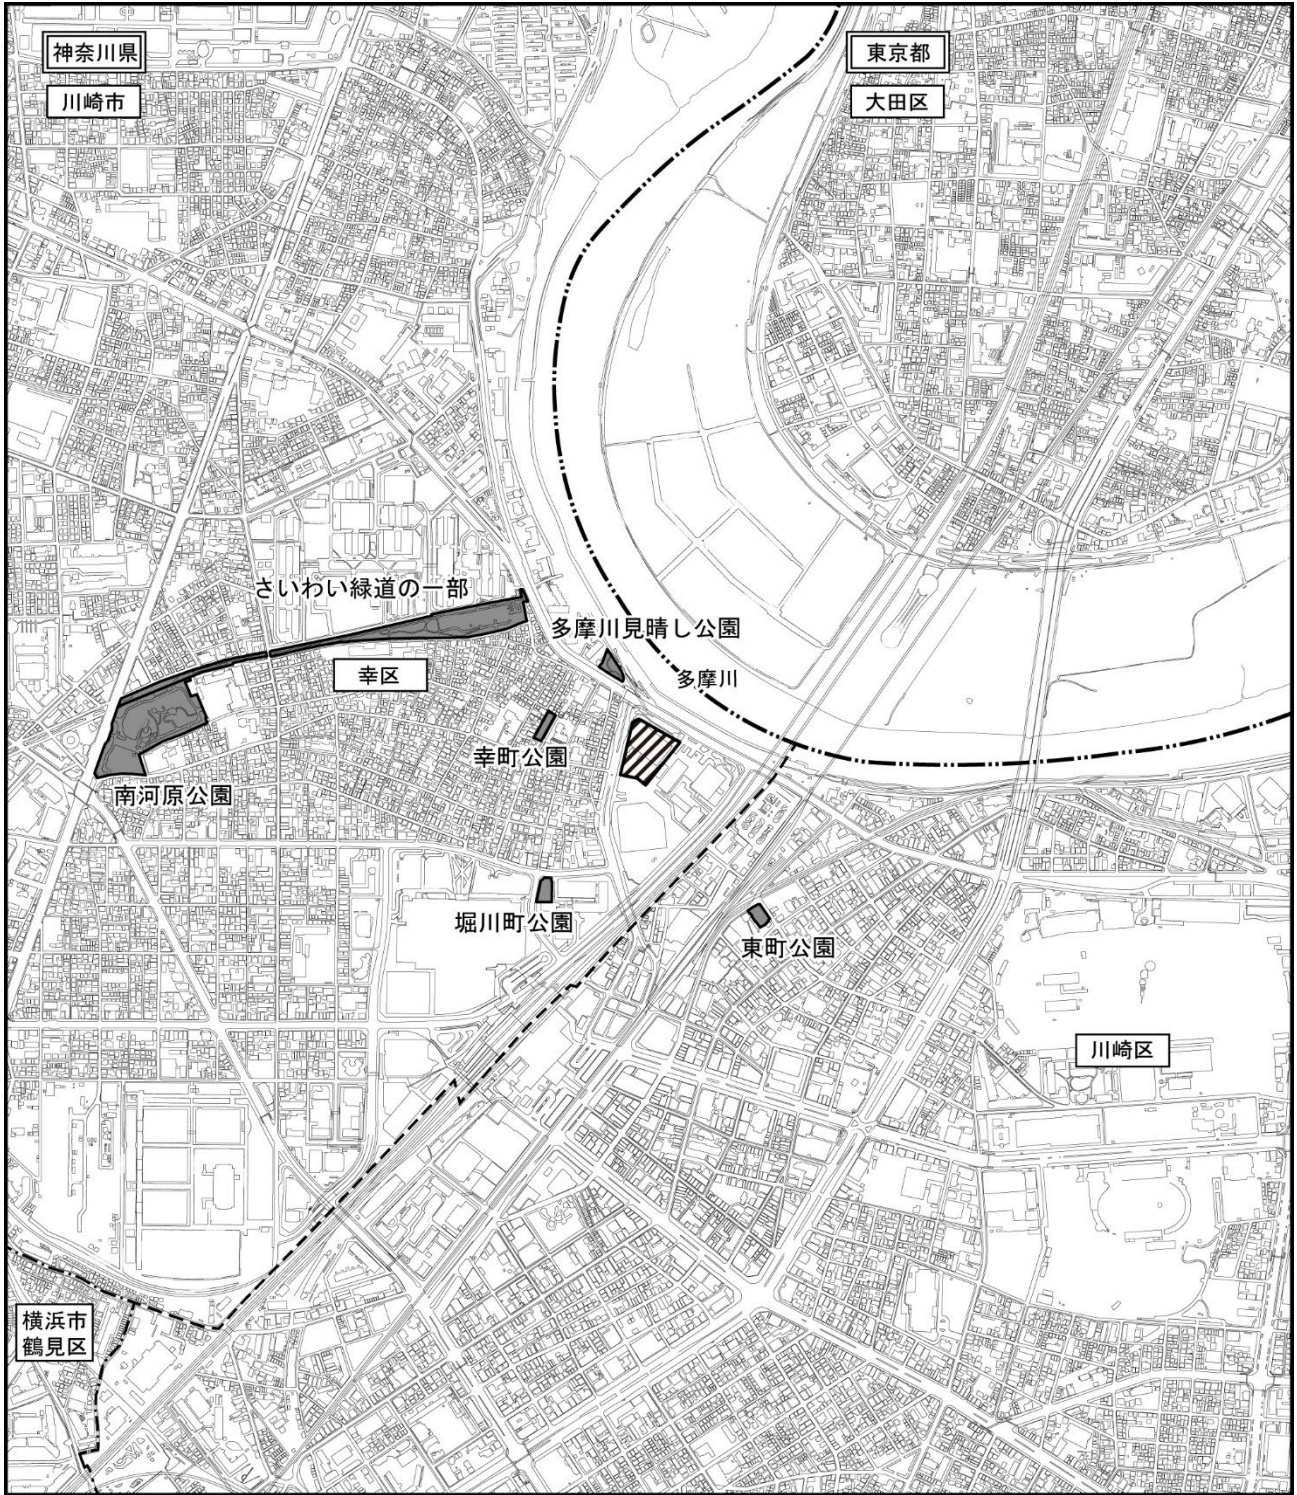 神奈川県
東京都
川崎市
大田区
さいわい緑道の一部
多摩川見晴し公園
幸区
多摩川
幸町公園
南河原公園
堀川町公園
東町公園
川崎区
横浜市
鶴見区